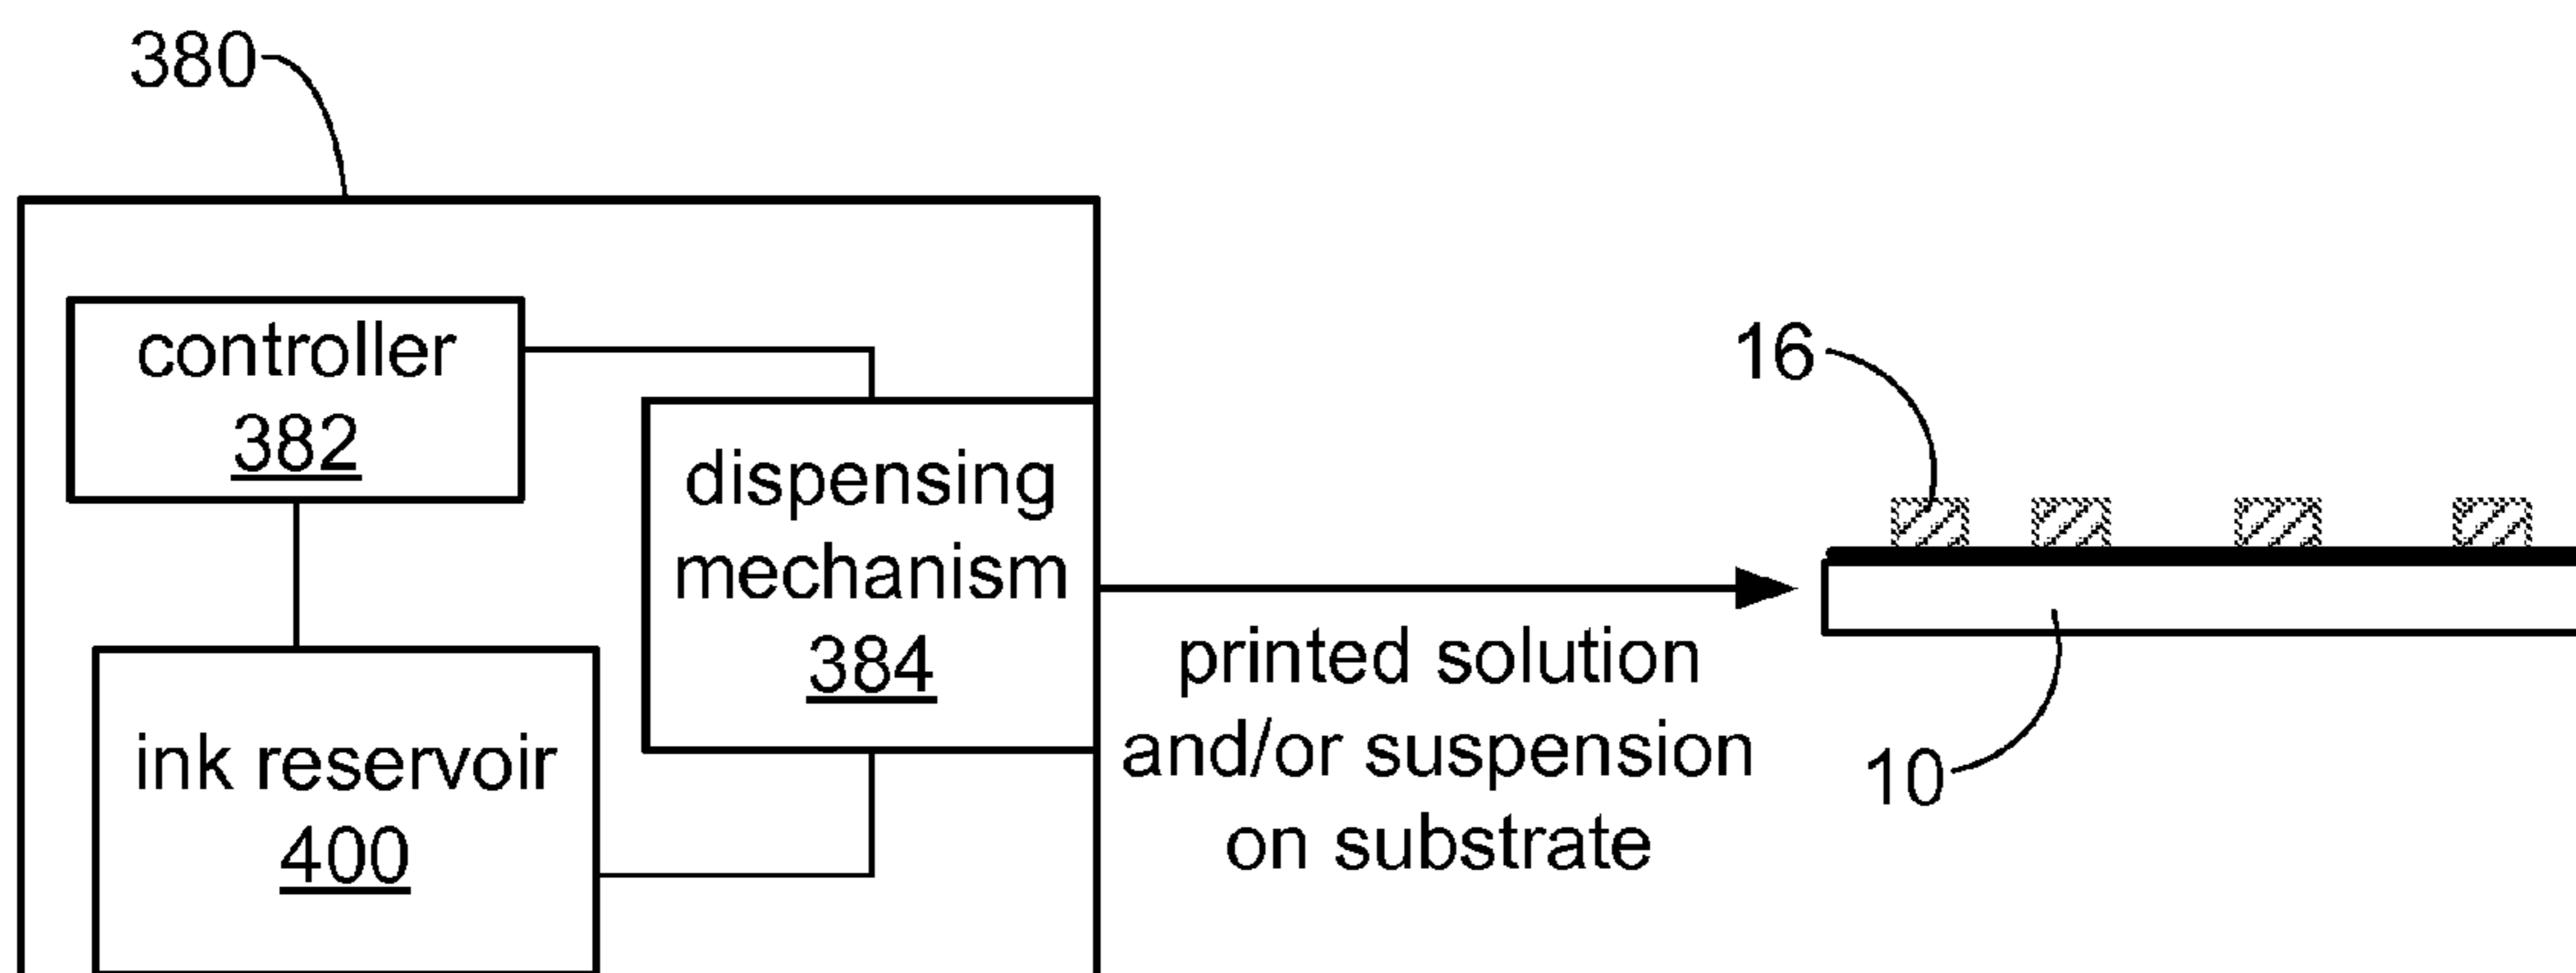 380
controller
382
dispensing
mechanism
384
ink reservoir
400
printed solution
and/or suspension
on substrate
16
10